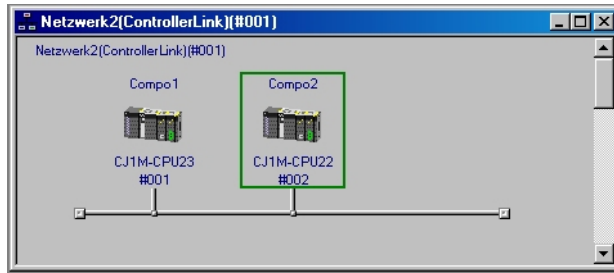 Netzwerk2(ControllerLink)(#001)
Netzwerk2(ControllerLink)(#001)
Compo1 Compo2
CJ1M-CPU23 CJ1M-CPU22
#001 #002